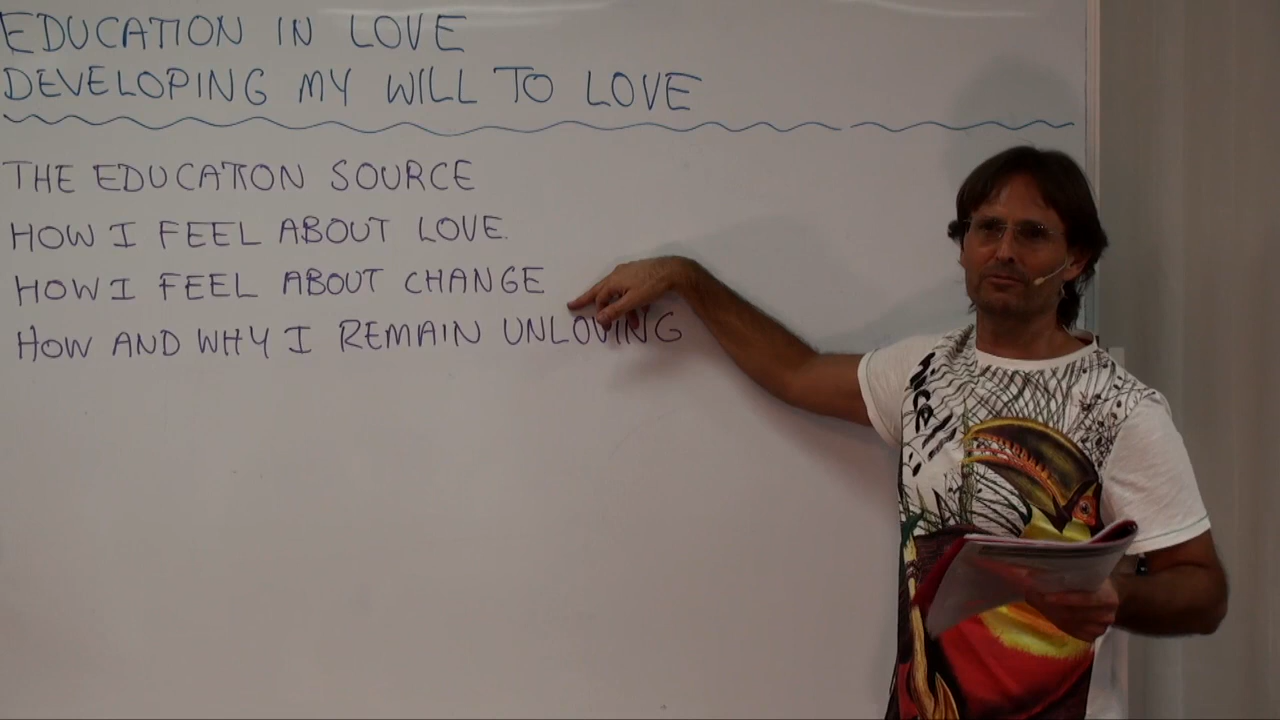 EDUCATION IN LOVE
DEVELOPING MY WILL TO LOVE
THE EDUCATION SOURCE
HOW I FEEL ABOUT LOVE.
HOW I FEEL ABOUT CHANGE
HOW AND WHY I REMAIN UNLOVING